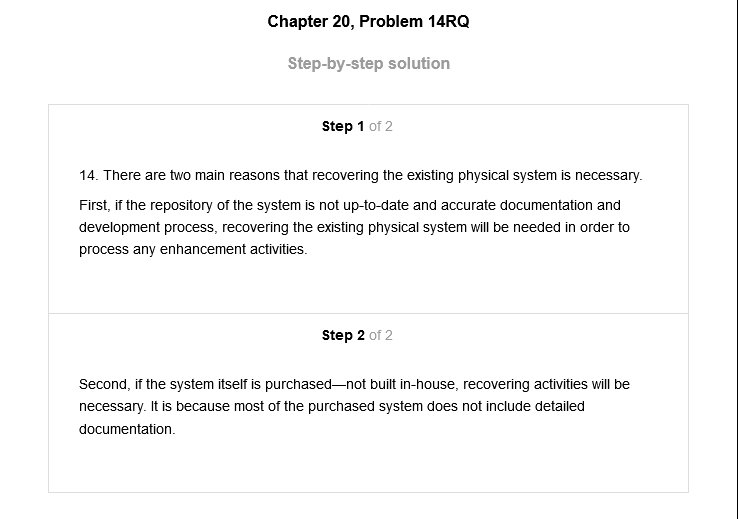 Chapter 20, Problem 14RQ
Step-by-step solution
Step 1 of 2
14. There are two main reasons that recovering the existing physical system is necessary.
First, if the repository of the system is not up-to-date and accurate documentation and
development process, recovering the existing physical system will be needed in order to
process any enhancement activities.
Step 2 of 2
Second, if the system itself is purchased—not built in-house, recovering activities will be
necessary. It is because most of the purchased system does not include detailed
documentation.